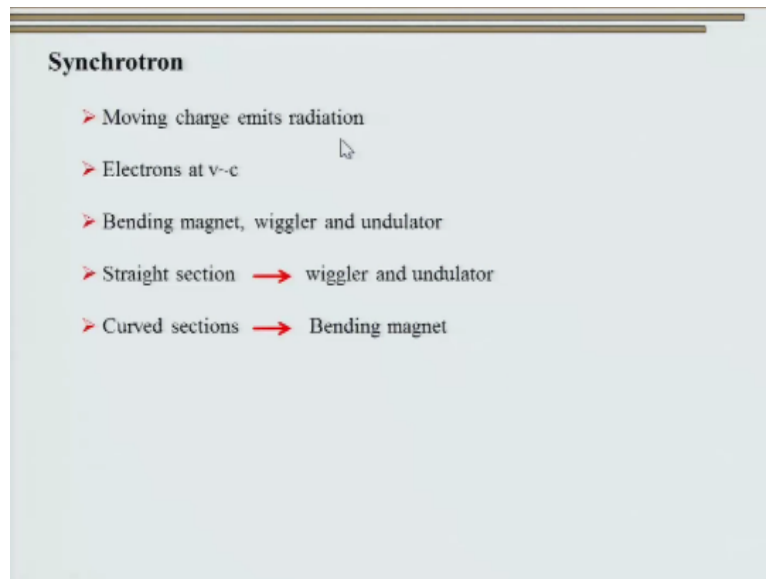 Synchrotron
➢ Moving charge emits radiation
➢ Electrons at v~c
➢ Bending magnet, wiggler and undulator
➢ Straight section → wiggler and undulator
➢ Curved sections → Bending magnet